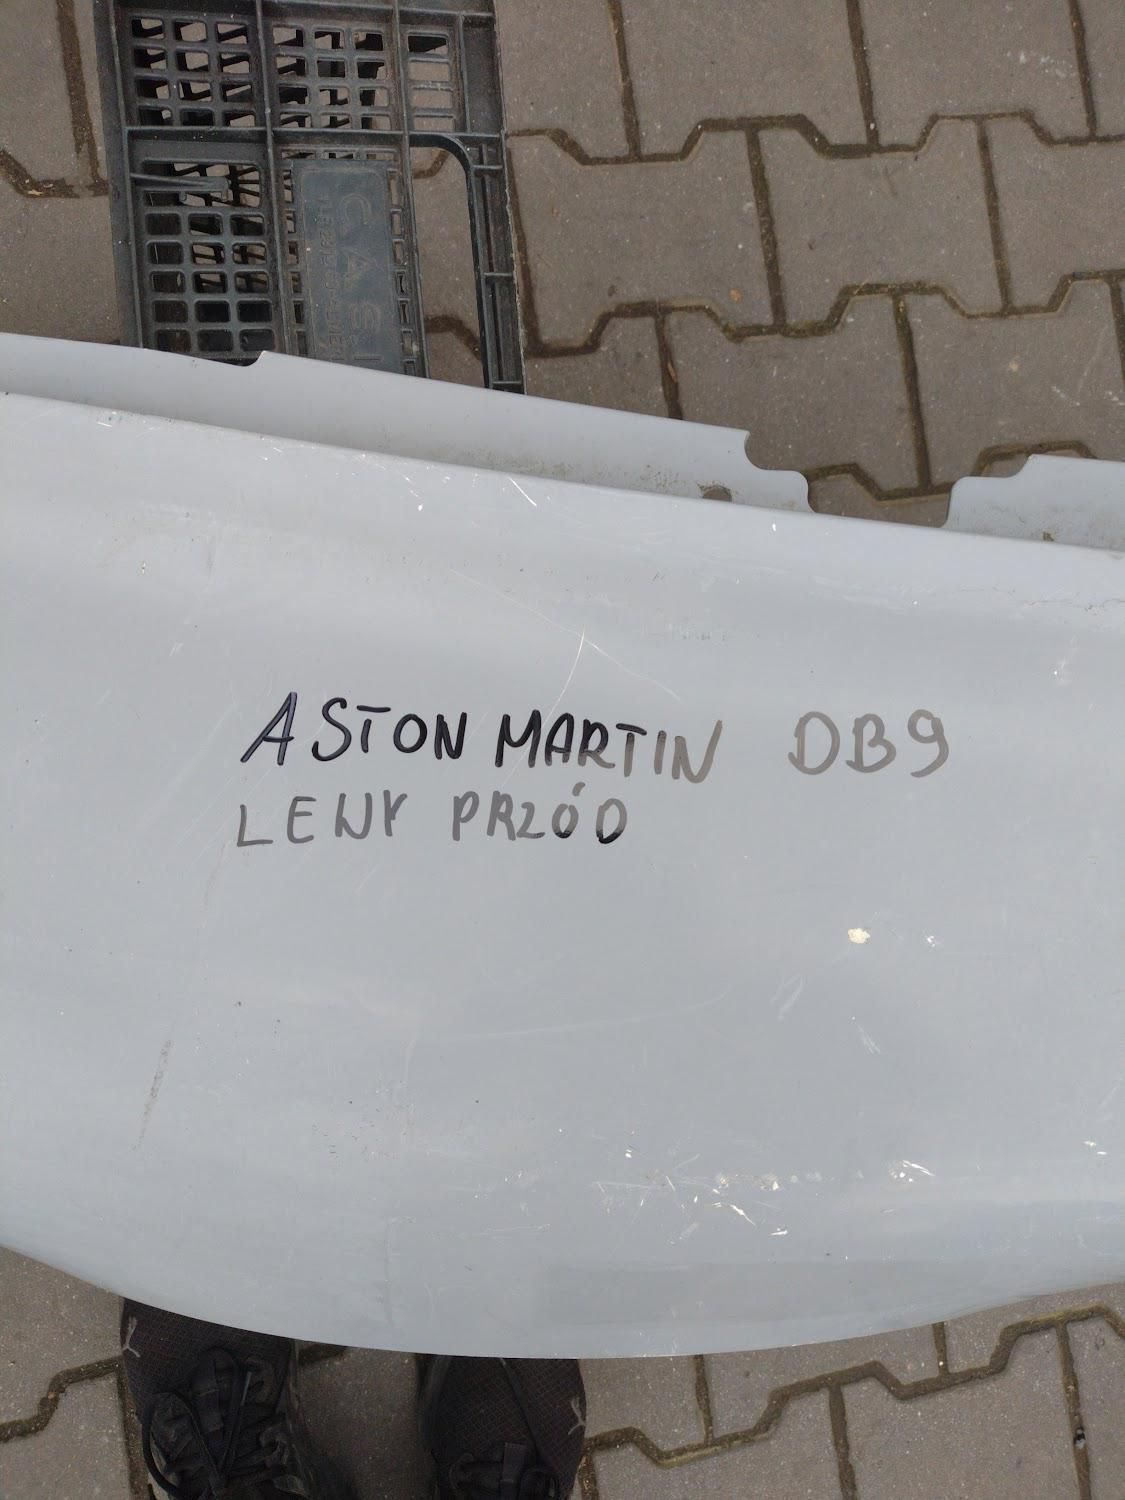 ASTON MARTIN DB9
LEWY PRZÓD